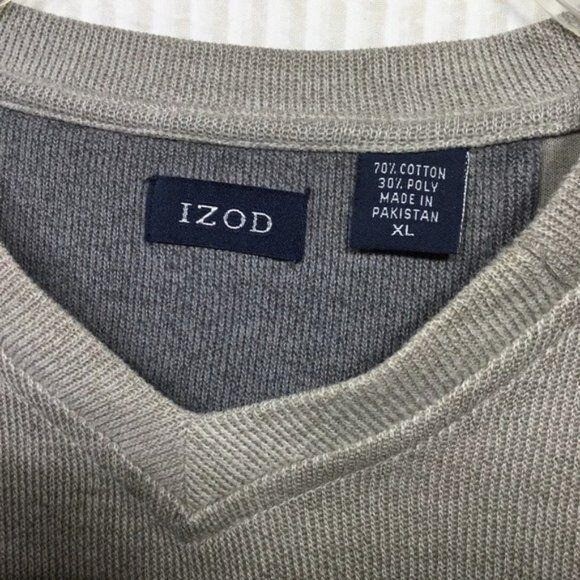 IZOD
70% COTTON
30% POLY
MADE IN
PAKISTAN
XL